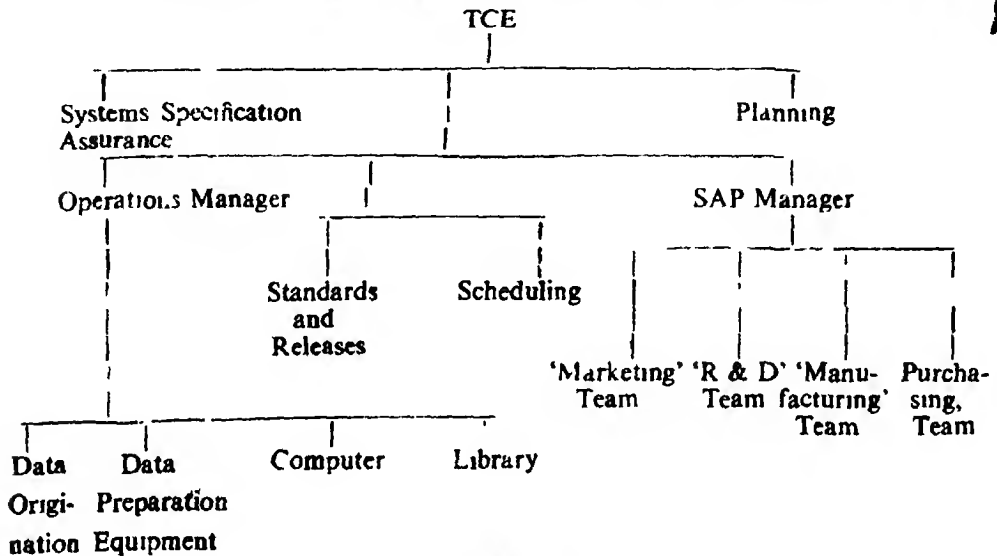 TCE
Systems Specification
Assurance
Planning
Operations Manager
SAP Manager
Standards
and
Releases
Scheduling
'Marketing'
Team
'R & D'
Team
'Manu-
facturing'
Team
Purcha-
sing,
Team
Data
Origi-
nation
Data
Preparation
Equipment
Computer
Library